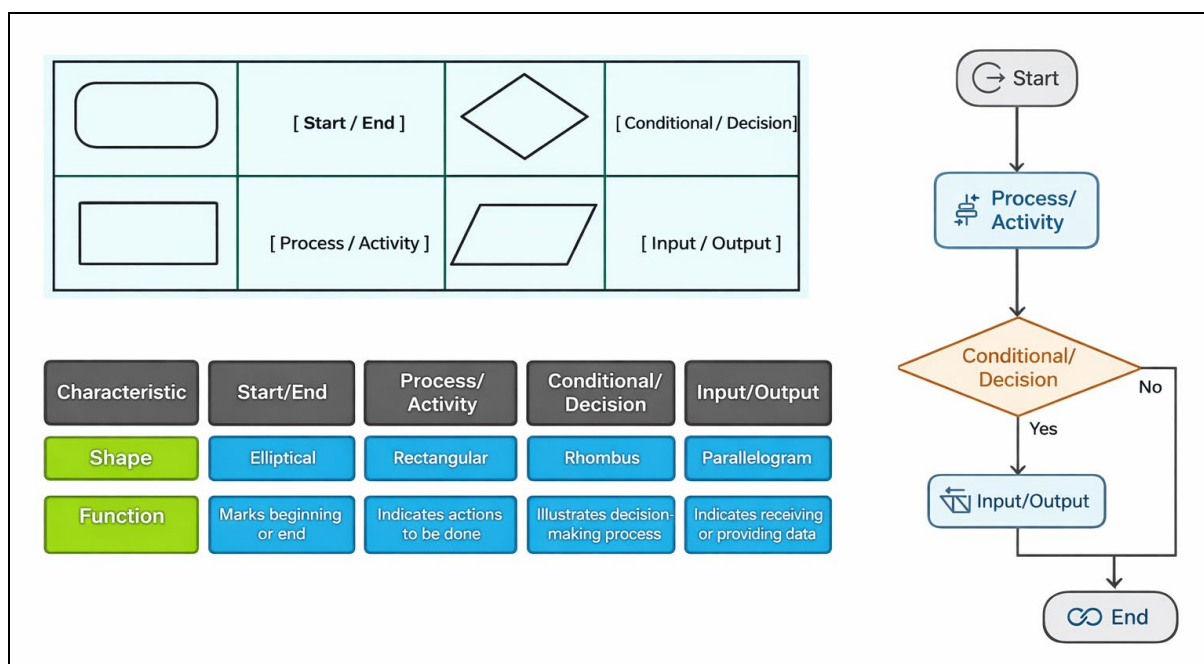 [ Start / End ]
[ Conditional / Decision]
[ Process / Activity ]
[ Input / Output ]
Characteristic
Start/End
Process/
Activity
Conditional/
Decision
Input/Output
Shape
Elliptical
Rectangular
Rhombus
Parallelogram
Function
Marks beginning
or end
Indicates actions
to be done
Illustrates decision-
making process
Indicates receiving
or providing data
Start
Process/
Activity
Conditional/
Decision
No
Yes
Input/Output
End